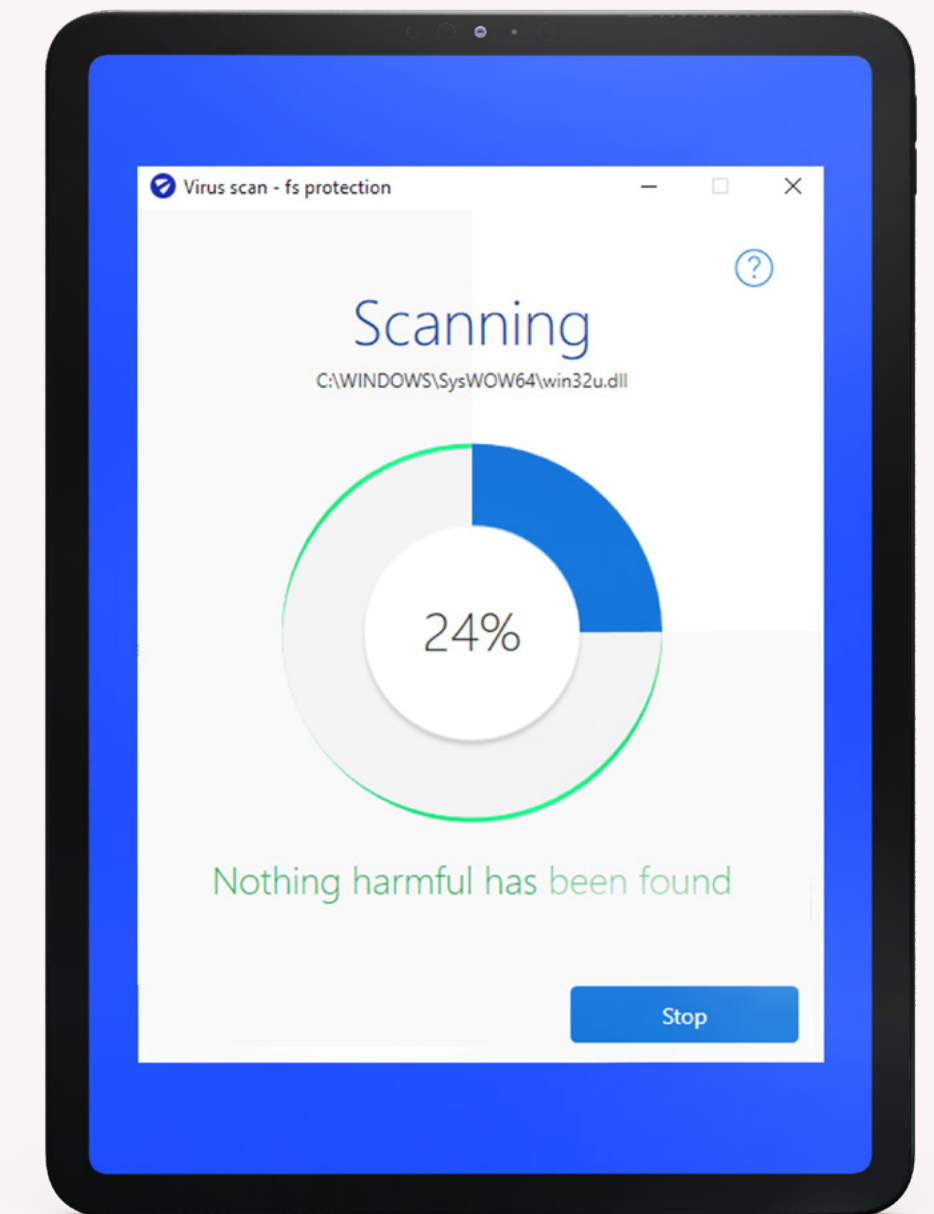 Virus scan - fs protection
?
Scanning
C:\WINDOWS\SysWOW64\win32u.dll
24%
Nothing harmful has been found
Stop